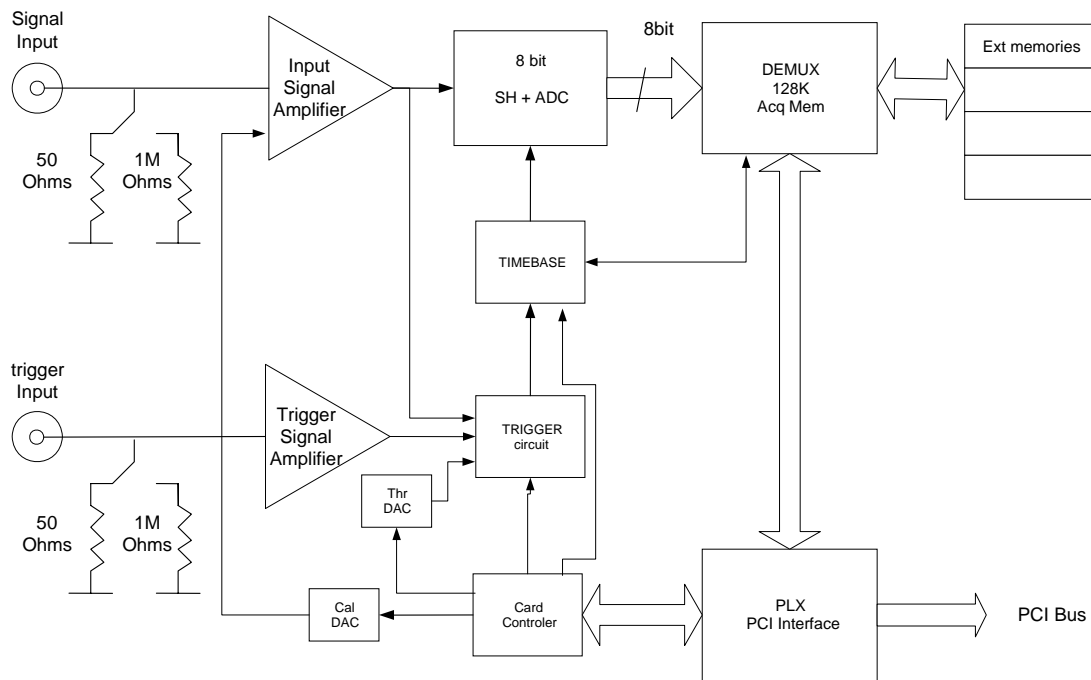 Signal
Input
Input
Signal
Amplifier
8 bit
SH + ADC
8bit
DEMUX
128K
Acq Mem
Ext memories
50
Ohms
1M
Ohms
TIMEBASE
trigger
Input
Trigger
Signal
Amplifier
TRIGGER
circuit
Thr
DAC
50
Ohms
1M
Ohms
Cal
DAC
Card
Controler
PLX
PCI Interface
PCI Bus